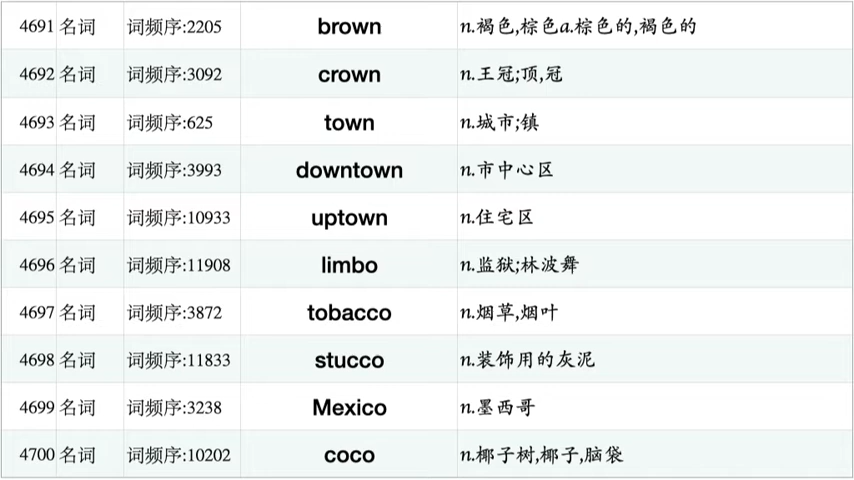 4691 名词 词频序:2205 brown n.褐色,棕色a.棕色的,褐色的
4692 名词 词频序:3092 crown n.王冠;顶,冠
4693 名词 词频序:625 town n.城市;镇
4694 名词 词频序:3993 downtown n.市中心区
4695 名词 词频序:10933 uptown n.住宅区
4696 名词 词频序:11908 limbo n.监狱;林波舞
4697 名词 词频序:3872 tobacco n.烟草,烟叶
4698 名词 词频序:11833 stucco n.装饰用的灰泥
4699 名词 词频序:3238 Mexico n.墨西哥
4700 名词 词频序:10202 coco n.椰子树,椰子,脑袋